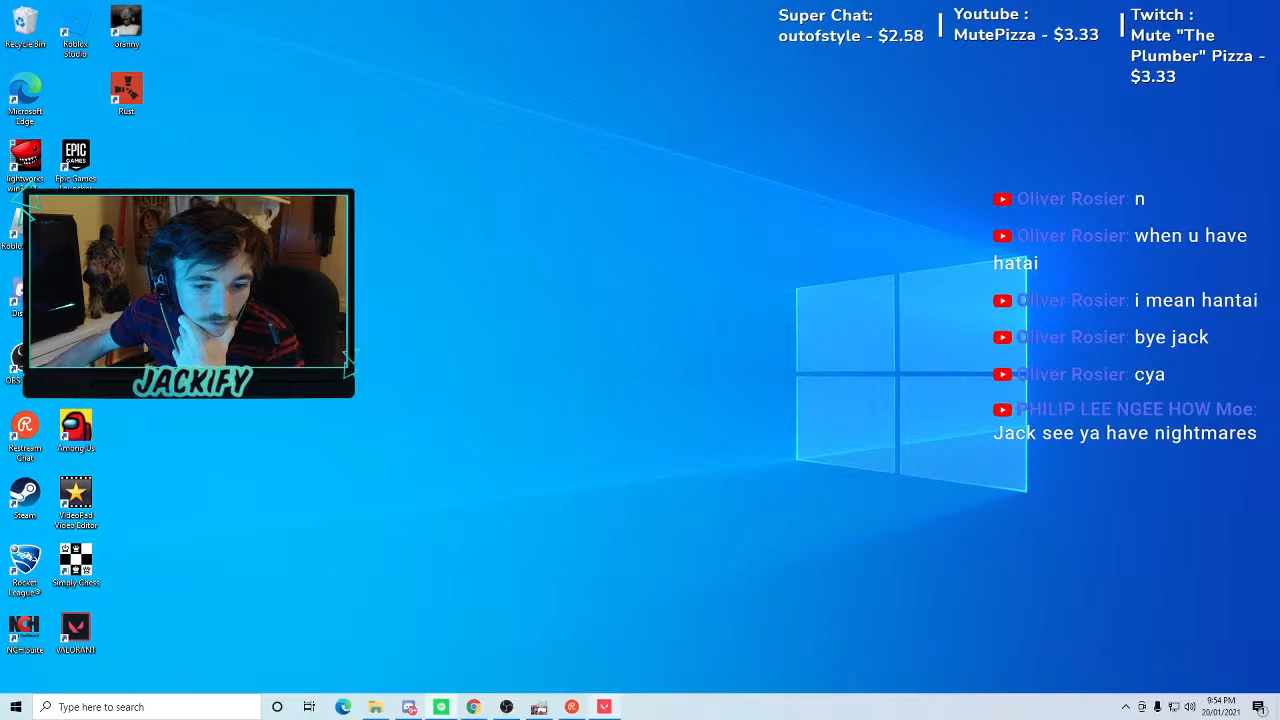 Super Chat:
outofstyle - $2.58
Youtube :
MutePizza - $3.33
Twitch :
Mute "The
Plumber" Pizza -
$3.33
Recycle Bin
Roblox
Studio
Granny
Microsoft
Edge
Rust
lightworks
Epic Games
EPIC
GAMES
Oliver Rosier: n
Oliver Rosier: when u have
hatai
Oliver Rosier: i mean hantai
Oliver Rosier: bye jack
Oliver Rosier: cya
PHILIP LEE NGEE HOW Moe:
Jack see ya have nightmares
JACKIFY
Restream
Chat
Among Us
Steam
VideoPad
Video Editor
Rocket
League®
Simply Chess
NCH
NCH Suite
VALORANT
Type here to search
9:54 PM
20/01/2021